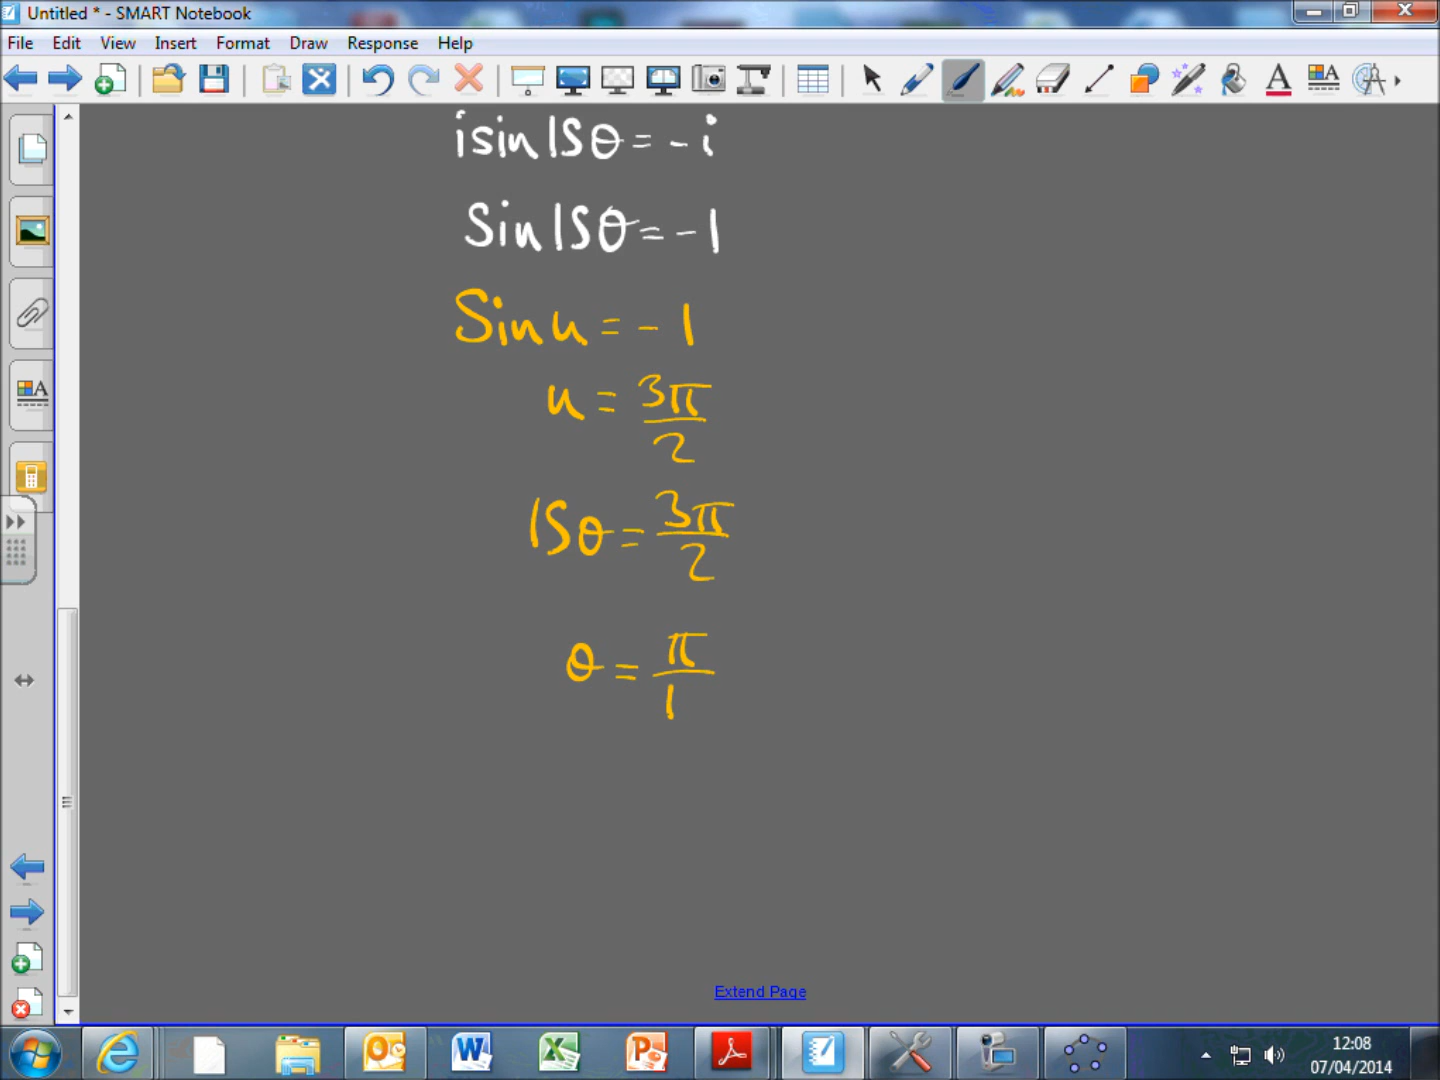 Untitled * - SMART Notebook
File Edit View Insert Format Draw Response Help
isin15θ = -i
Sin15θ = -1
Sin u = -1
u = 3π/2
15θ = 3π/2
θ = π/1
Extend Page
12:08
07/04/2014